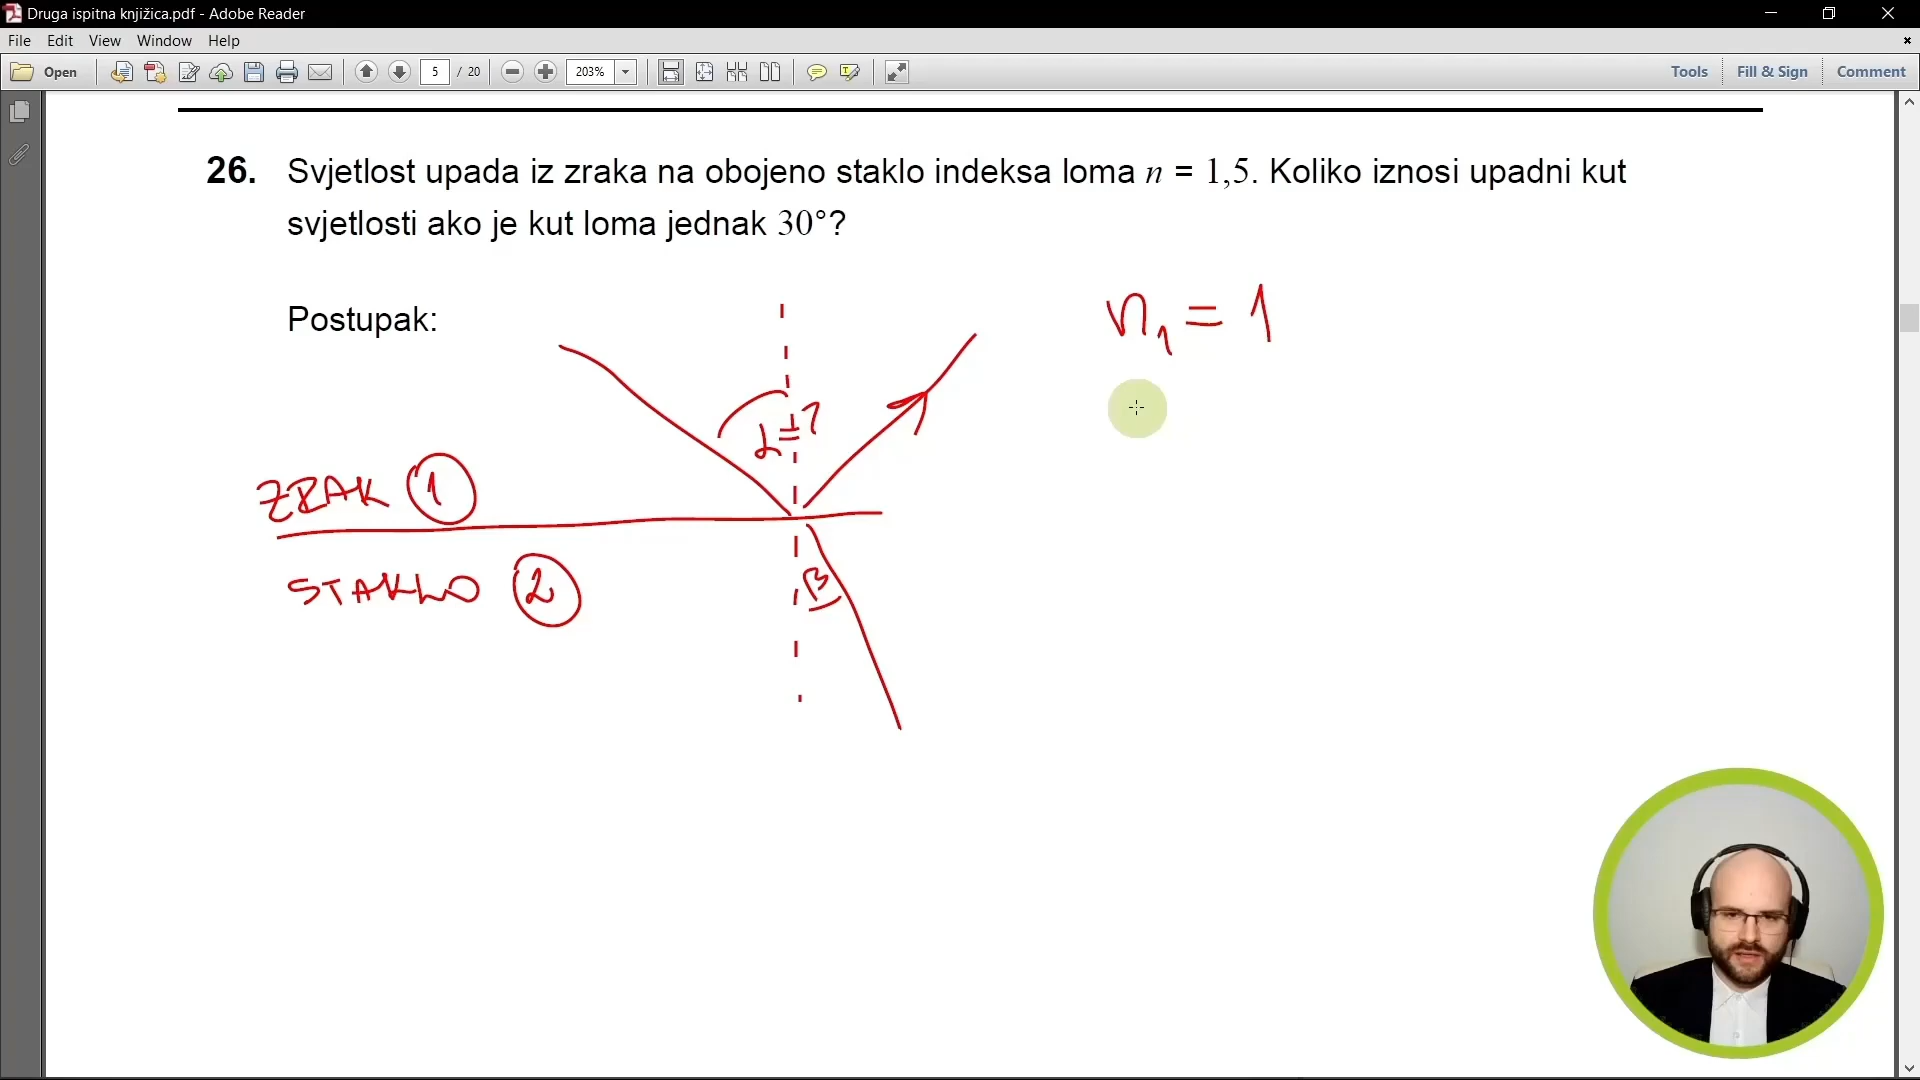 Druga ispitna knjižica.pdf - Adobe Reader
File Edit View Window Help
Open 5 / 20 203% Tools Fill & Sign Comment
26. Svjetlost upada iz zraka na obojeno staklo indeksa loma n = 1,5. Koliko iznosi upadni kut
svjetlosti ako je kut loma jednak 30°?
Postupak:
n₁ = 1
α = ?
ZRAK 1
STAKLO 2
β